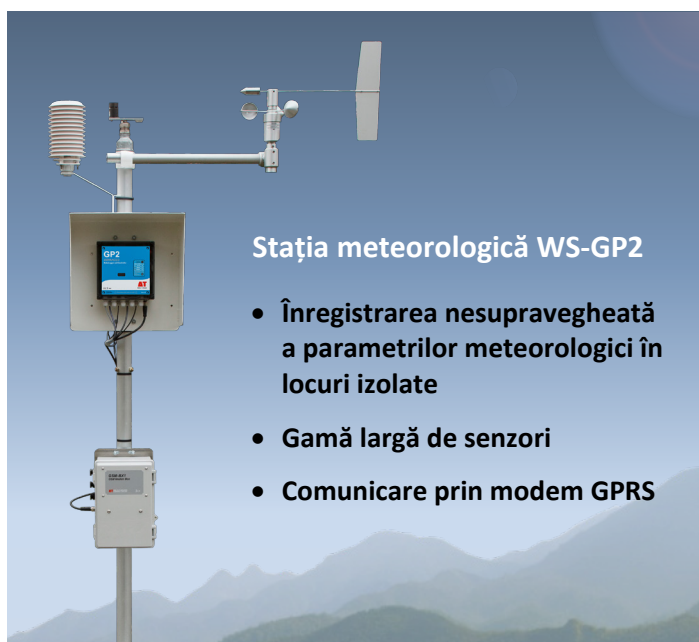 Stația meteorologică WS-GP2
• Înregistrarea nesupravegheată
a parametrilor meteorologici în
locuri izolate
• Gamă largă de senzori
• Comunicare prin modem GPRS
GP2